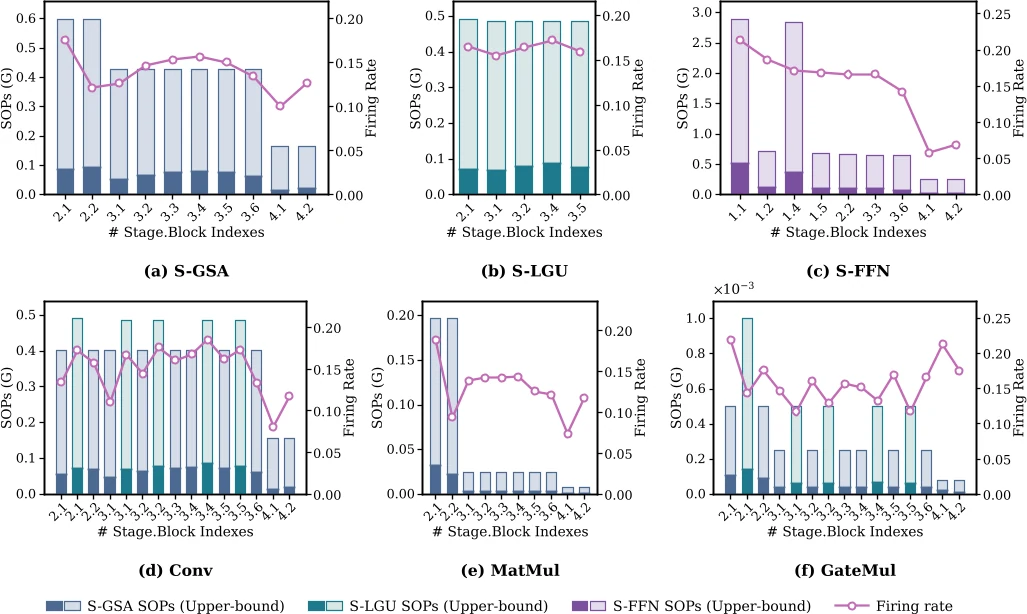 0.6
0.5
0.4
0.3
0.2
0.1
0.0
SOPs (G)
0.20
0.15
0.10
0.05
0.00
Firing Rate
2.1 2.2 3.1 3.2 3.3 3.4 3.5 3.6 4.1 4.2
# Stage.Block Indexes
(a) S-GSA
0.5
0.4
0.3
0.2
0.1
0.0
SOPs (G)
0.20
0.15
0.10
0.05
0.00
Firing Rate
2.1 3.1 3.2 3.4 3.5
# Stage.Block Indexes
(b) S-LGU
3.0
2.5
2.0
1.5
1.0
0.5
0.0
SOPs (G)
0.25
0.20
0.15
0.10
0.05
0.00
Firing Rate
1.1 1.2 1.4 1.5 2.2 3.3 3.6 4.1 4.2
# Stage.Block Indexes
(c) S-FFN
0.5
0.4
0.3
0.2
0.1
0.0
SOPs (G)
0.20
0.15
0.10
0.05
0.00
Firing Rate
2.1 2.1 2.2 3.1 3.1 3.2 3.2 3.3 3.4 3.4 3.5 3.5 3.6 4.1 4.2
# Stage.Block Indexes
(d) Conv
0.20
0.15
0.10
0.05
0.00
SOPs (G)
0.20
0.15
0.10
0.05
0.00
Firing Rate
2.1 2.2 3.1 3.2 3.3 3.4 3.5 3.6 4.1 4.2
# Stage.Block Indexes
(e) MatMul
×10⁻³
1.0
0.8
0.6
0.4
0.2
0.0
SOPs (G)
0.25
0.20
0.15
0.10
0.05
0.00
Firing Rate
2.1 2.1 2.2 3.1 3.1 3.2 3.2 3.3 3.4 3.4 3.5 3.5 3.6 4.1 4.2
# Stage.Block Indexes
(f) GateMul
S-GSA SOPs (Upper-bound) S-LGU SOPs (Upper-bound) S-FFN SOPs (Upper-bound) Firing rate